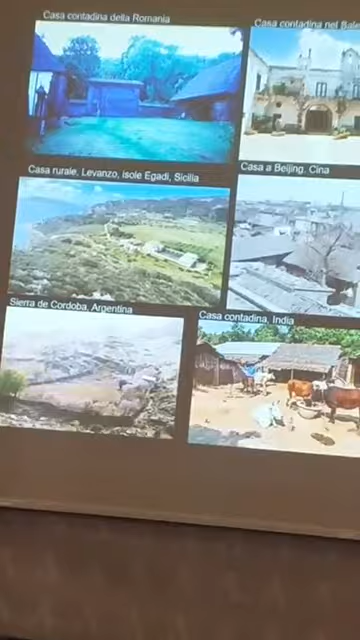 Casa contadina della Romania
Casa contadina nel
Casa rurale, Levanzo, isole Egadi, Sicilia
Casa a Beijing. Cina
Sierra de Cordoba, Argentina
Casa contadina, India